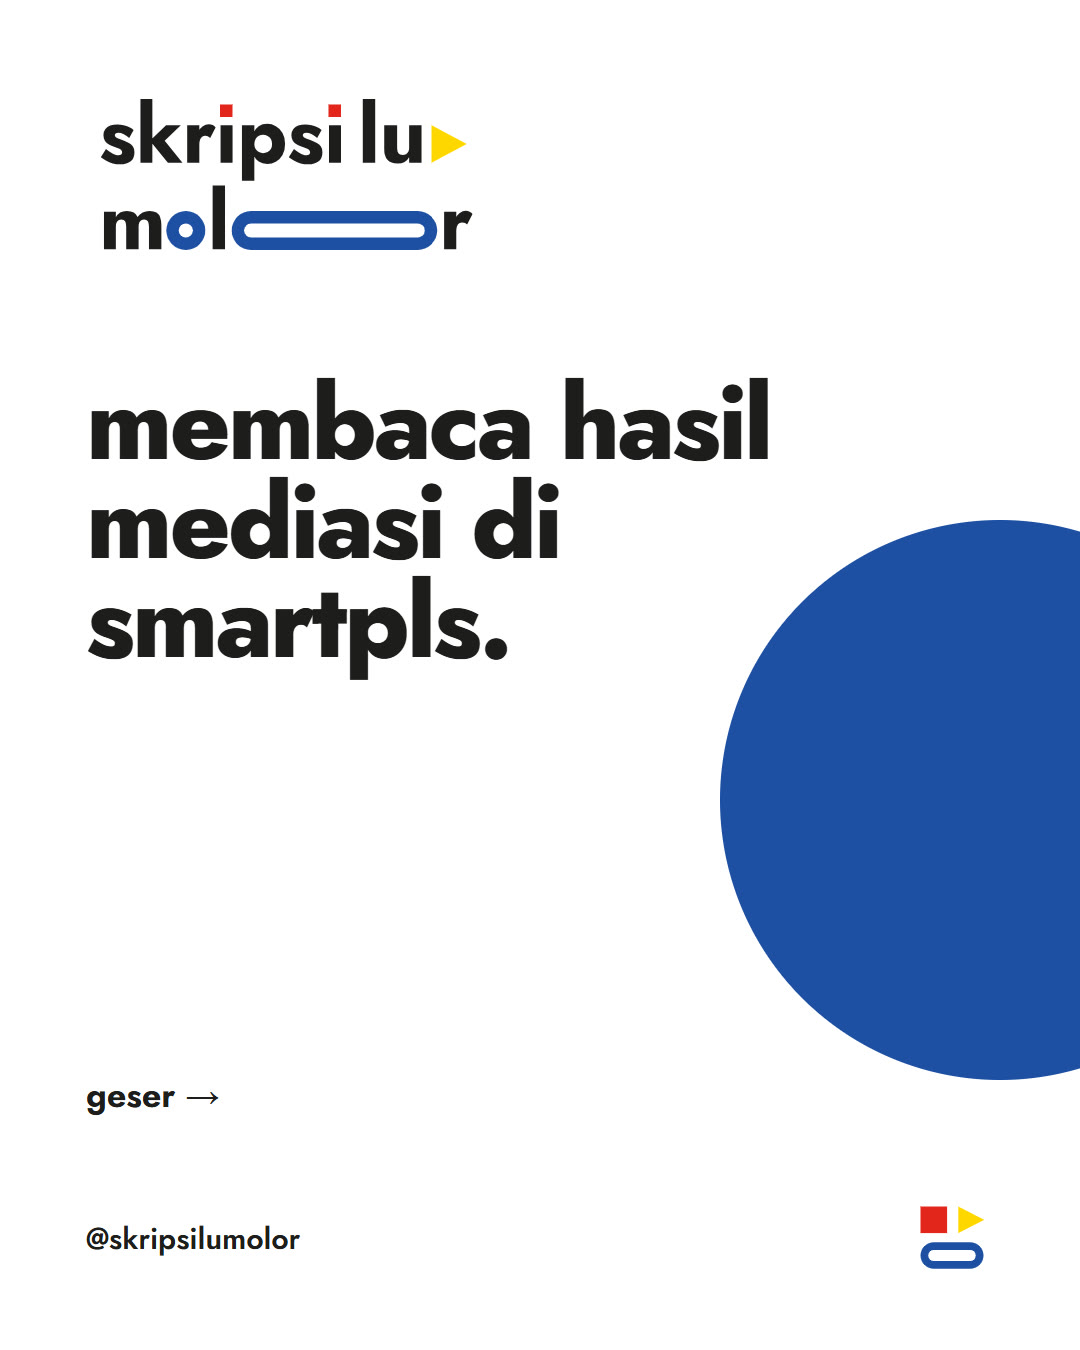 skripsi lu
molor
membaca hasil
mediasi di
smartpls.
geser →
@skripsilumolor